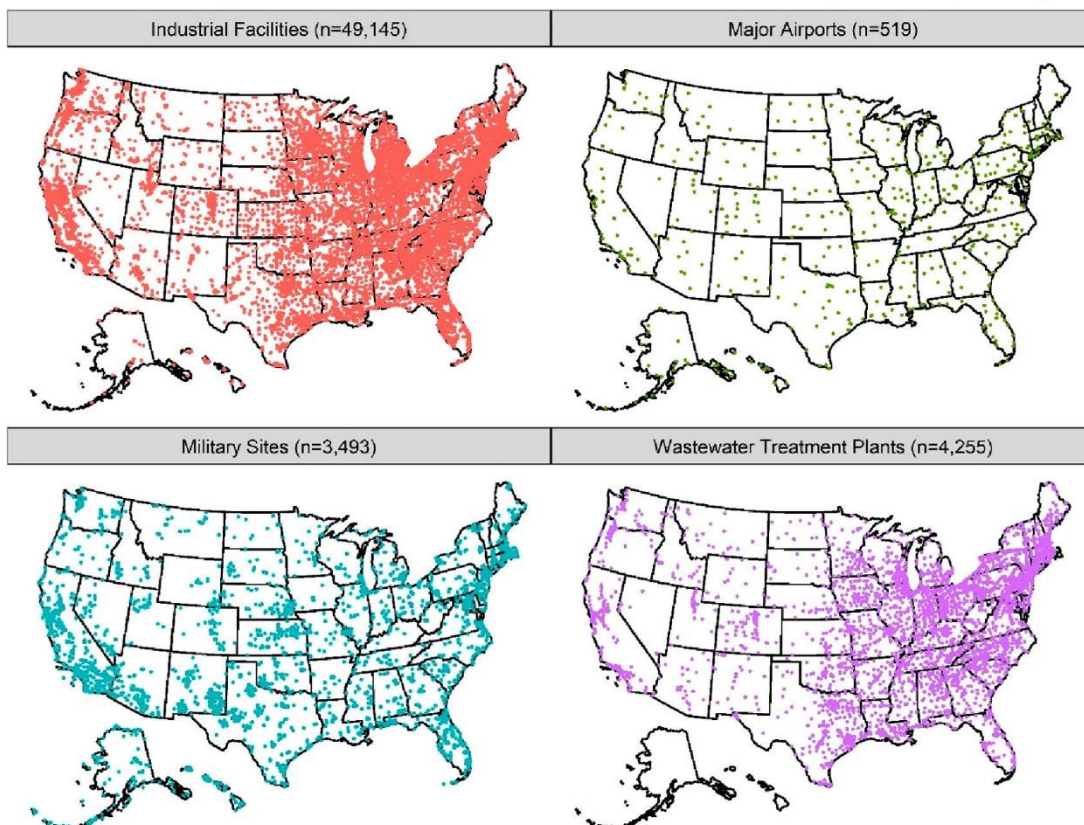 Industrial Facilities (n=49,145)
Major Airports (n=519)
Military Sites (n=3,493)
Wastewater Treatment Plants (n=4,255)